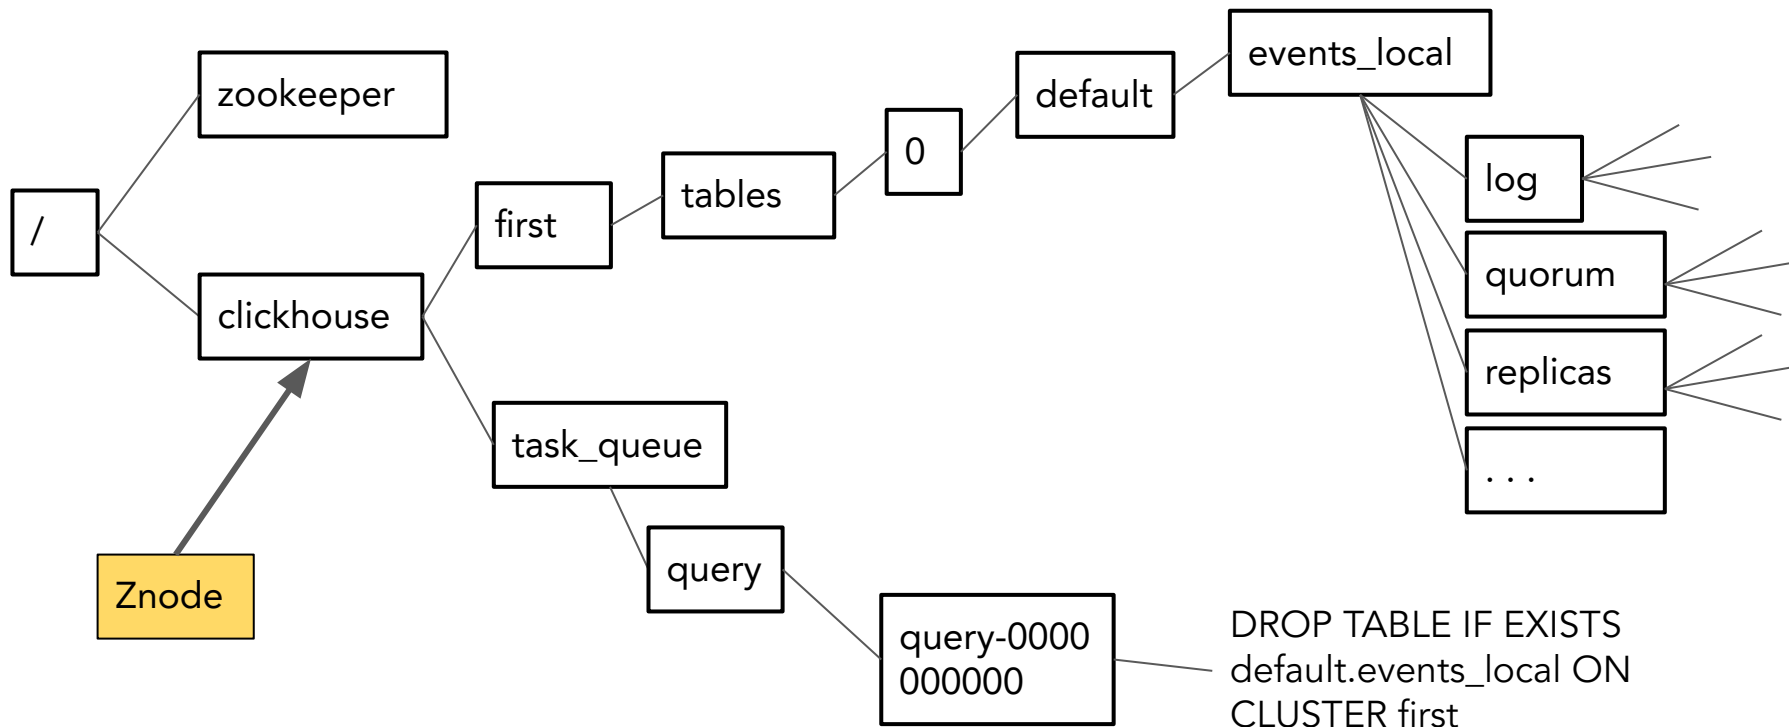 /
zookeeper
clickhouse
Znode
first
tables
0
default
events_local
log
quorum
replicas
. . .
task_queue
query
query-0000
000000
DROP TABLE IF EXISTS
default.events_local ON
CLUSTER first